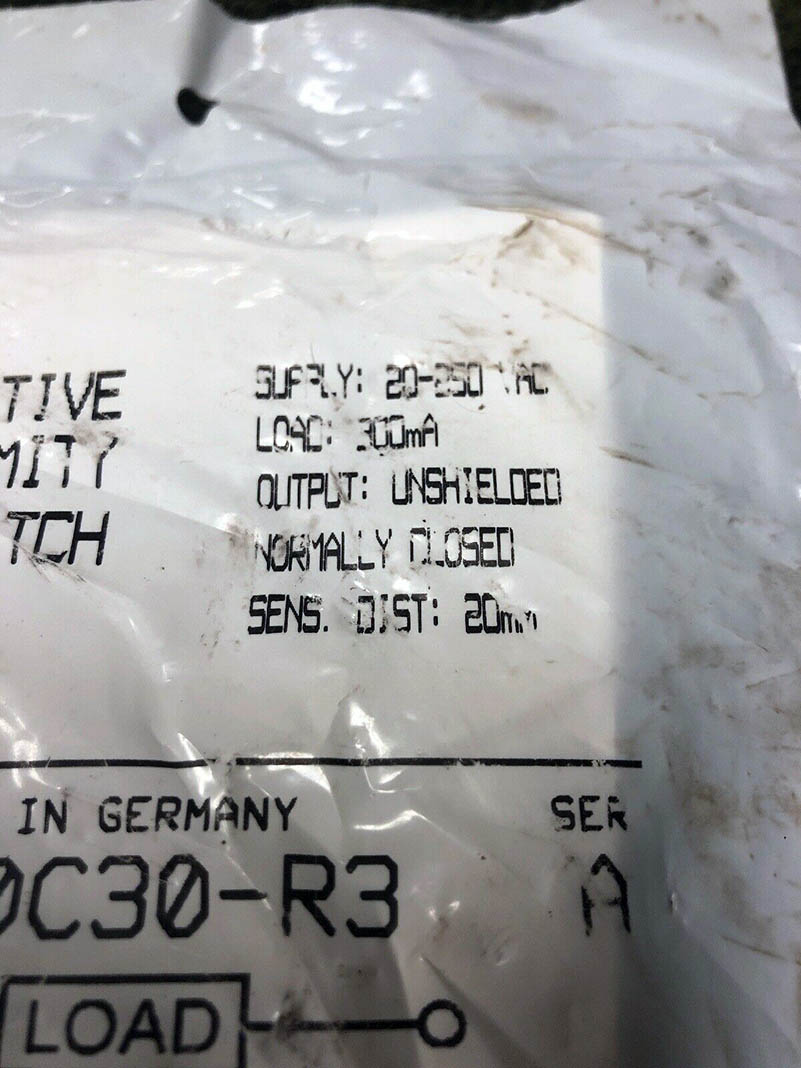 TIVE
MITY
TCH
SUPPLY: 20-250 VAC
LOAD: 300mA
OUTPUT: UNSHIELDED
NORMALLY CLOSED
SENS. DIST: 20mm
IN GERMANY
SER
0C30-R3
A
LOAD